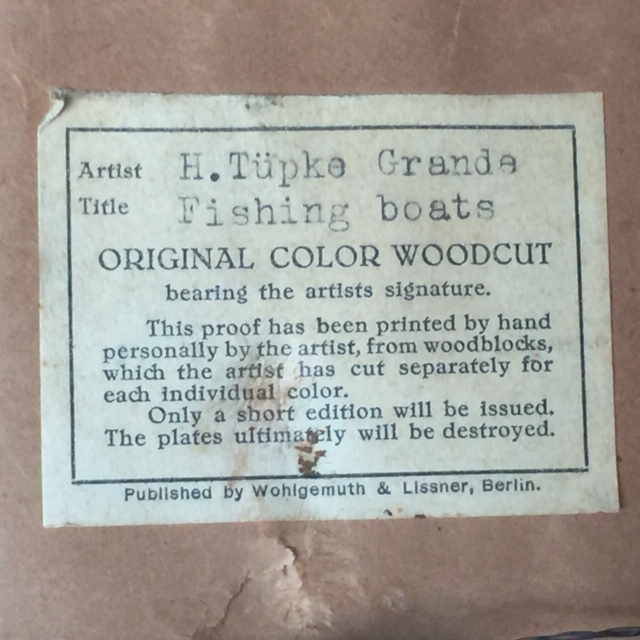 Artist H. Tüpke Grande
Title Fishing boats
ORIGINAL COLOR WOODCUT
bearing the artists signature.
This proof has been printed by hand
personally by the artist, from woodblocks,
which the artist has cut separately for
each individual color.
Only a short edition will be issued.
The plates ultimately will be destroyed.
Published by Wohlgemuth & Lissner, Berlin.